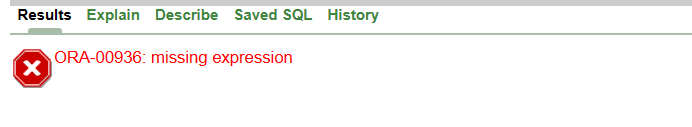 Results Explain Describe Saved SQL History
ORA-00936: missing expression